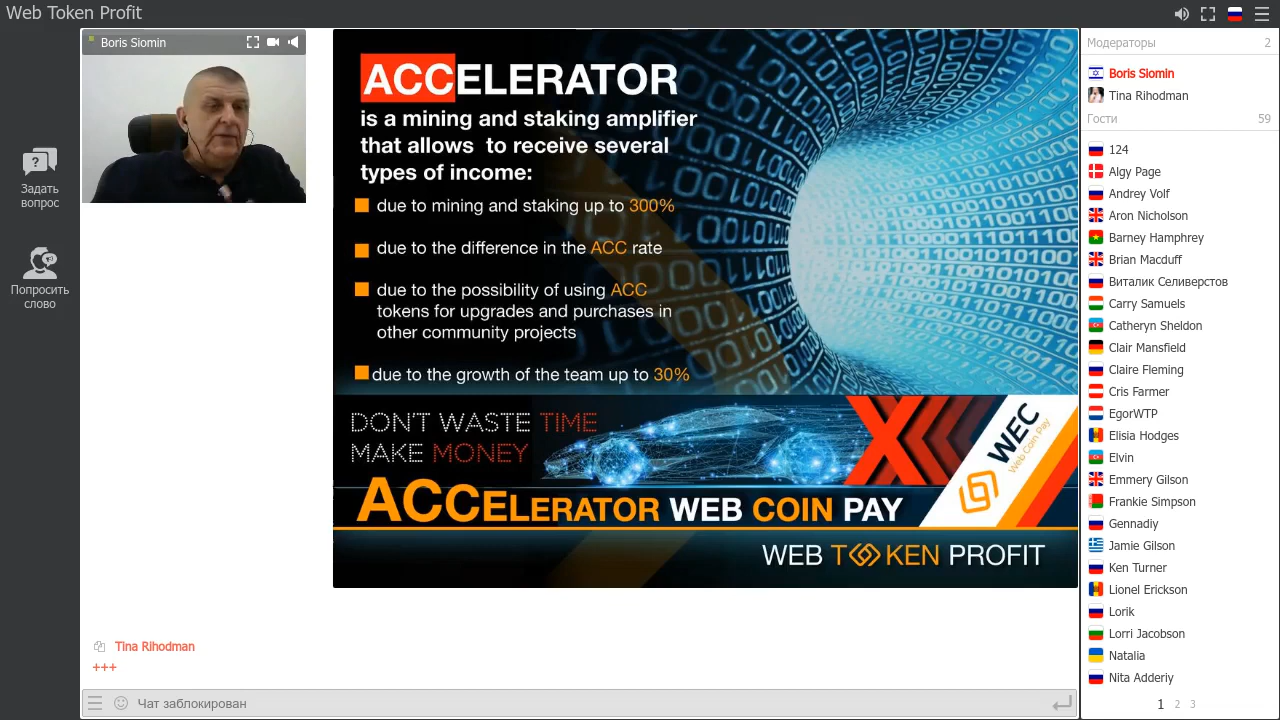 Web Token Profit
Boris Slomin
Задать
вопрос
Попросить
слово
ACCELERATOR
is a mining and staking amplifier
that allows to receive several
types of income:
due to mining and staking up to 300%
due to the difference in the ACC rate
due to the possibility of using ACC
tokens for upgrades and purchases in
other community projects
due to the growth of the team up to 30%
DON'T WASTE TIME
MAKE MONEY
WEC
Web Coin Pay
ACCELERATOR WEB COIN PAY
WEB TOKEN PROFIT
Tina Rihodman
+++
Чат заблокирован
Модераторы 2
Boris Slomin
Tina Rihodman
Гости 59
124
Algy Page
Andrey Volf
Aron Nicholson
Barney Hamphrey
Brian Macduff
Виталик Селиверстов
Carry Samuels
Catheryn Sheldon
Clair Mansfield
Claire Fleming
Cris Farmer
EgorWTP
Elisia Hodges
Elvin
Emmery Gilson
Frankie Simpson
Gennadiy
Jamie Gilson
Ken Turner
Lionel Erickson
Lorik
Lorri Jacobson
Natalia
Nita Adderiy
1 2 3